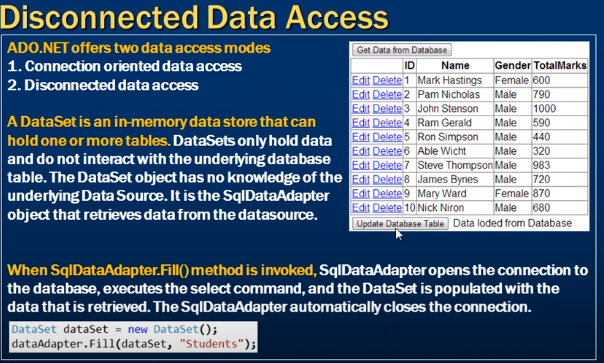 Disconnected Data Access
ADO.NET offers two data access modes
1. Connection oriented data access
2. Disconnected data access
A DataSet is an in-memory data store that can
hold one or more tables. DataSets only hold data
and do not interact with the underlying database
table. The DataSet object has no knowledge of the
underlying Data Source. It is the SqlDataAdapter
object that retrieves data from the datasource.
Get Data from Database
ID Name Gender TotalMarks
Edit Delete 1 Mark Hastings Female 600
Edit Delete 2 Pam Nicholas Male 790
Edit Delete 3 John Stenson Male 1000
Edit Delete 4 Ram Gerald Male 590
Edit Delete 5 Ron Simpson Male 440
Edit Delete 6 Able Wicht Male 320
Edit Delete 7 Steve Thompson Male 983
Edit Delete 8 James Bynes Male 720
Edit Delete 9 Mary Ward Female 870
Edit Delete 10 Nick Niron Male 680
Update Database Table Data loded from Database
When SqlDataAdapter.Fill() method is invoked, SqlDataAdapter opens the connection to
the database, executes the select command, and the DataSet is populated with the
data that is retrieved. The SqlDataAdapter automatically closes the connection.
DataSet dataSet = new DataSet();
dataAdapter.Fill(dataSet, "Students");